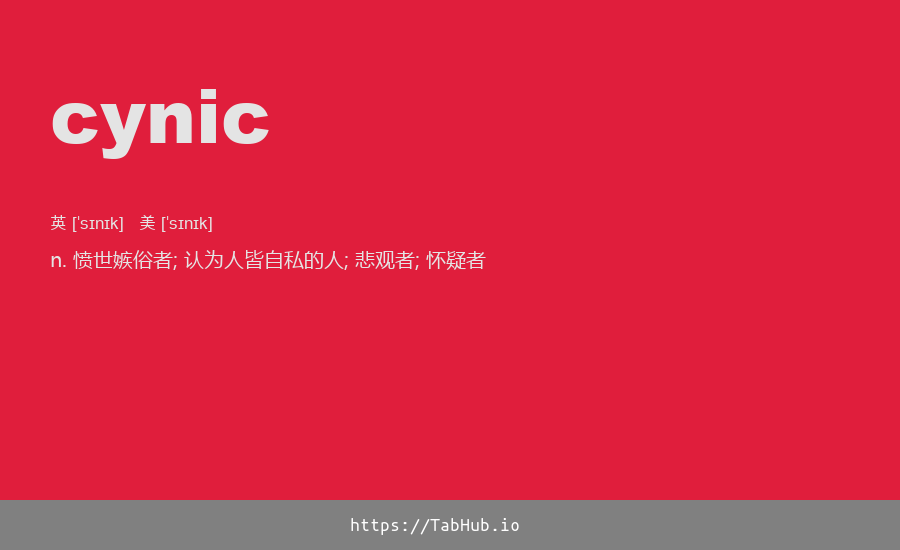 cynic
英 [ˈsɪnɪk] 美 [ˈsɪnɪk]
n. 愤世嫉俗者; 认为人皆自私的人; 悲观者; 怀疑者
https://TabHub.io